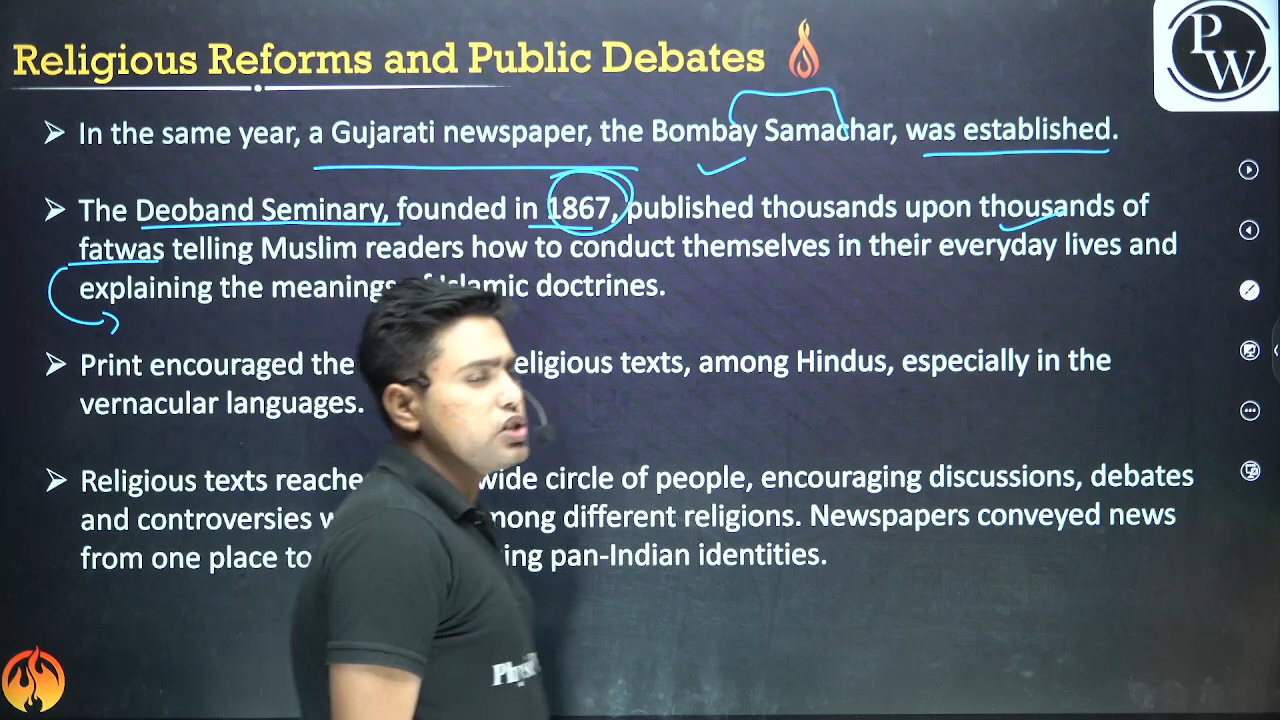 Religious Reforms and Public Debates
PW
➤ In the same year, a Gujarati newspaper, the Bombay Samachar, was established.
➤ The Deoband Seminary, founded in 1867, published thousands upon thousands of
fatwas telling Muslim readers how to conduct themselves in their everyday lives and
explaining the meanings Islamic doctrines.
➤ Print encouraged the religious texts, among Hindus, especially in the
vernacular languages.
➤ Religious texts wide circle of people, encouraging discussions, debates
and controversies among different religions. Newspapers conveyed news
from one place to pan-Indian identities.